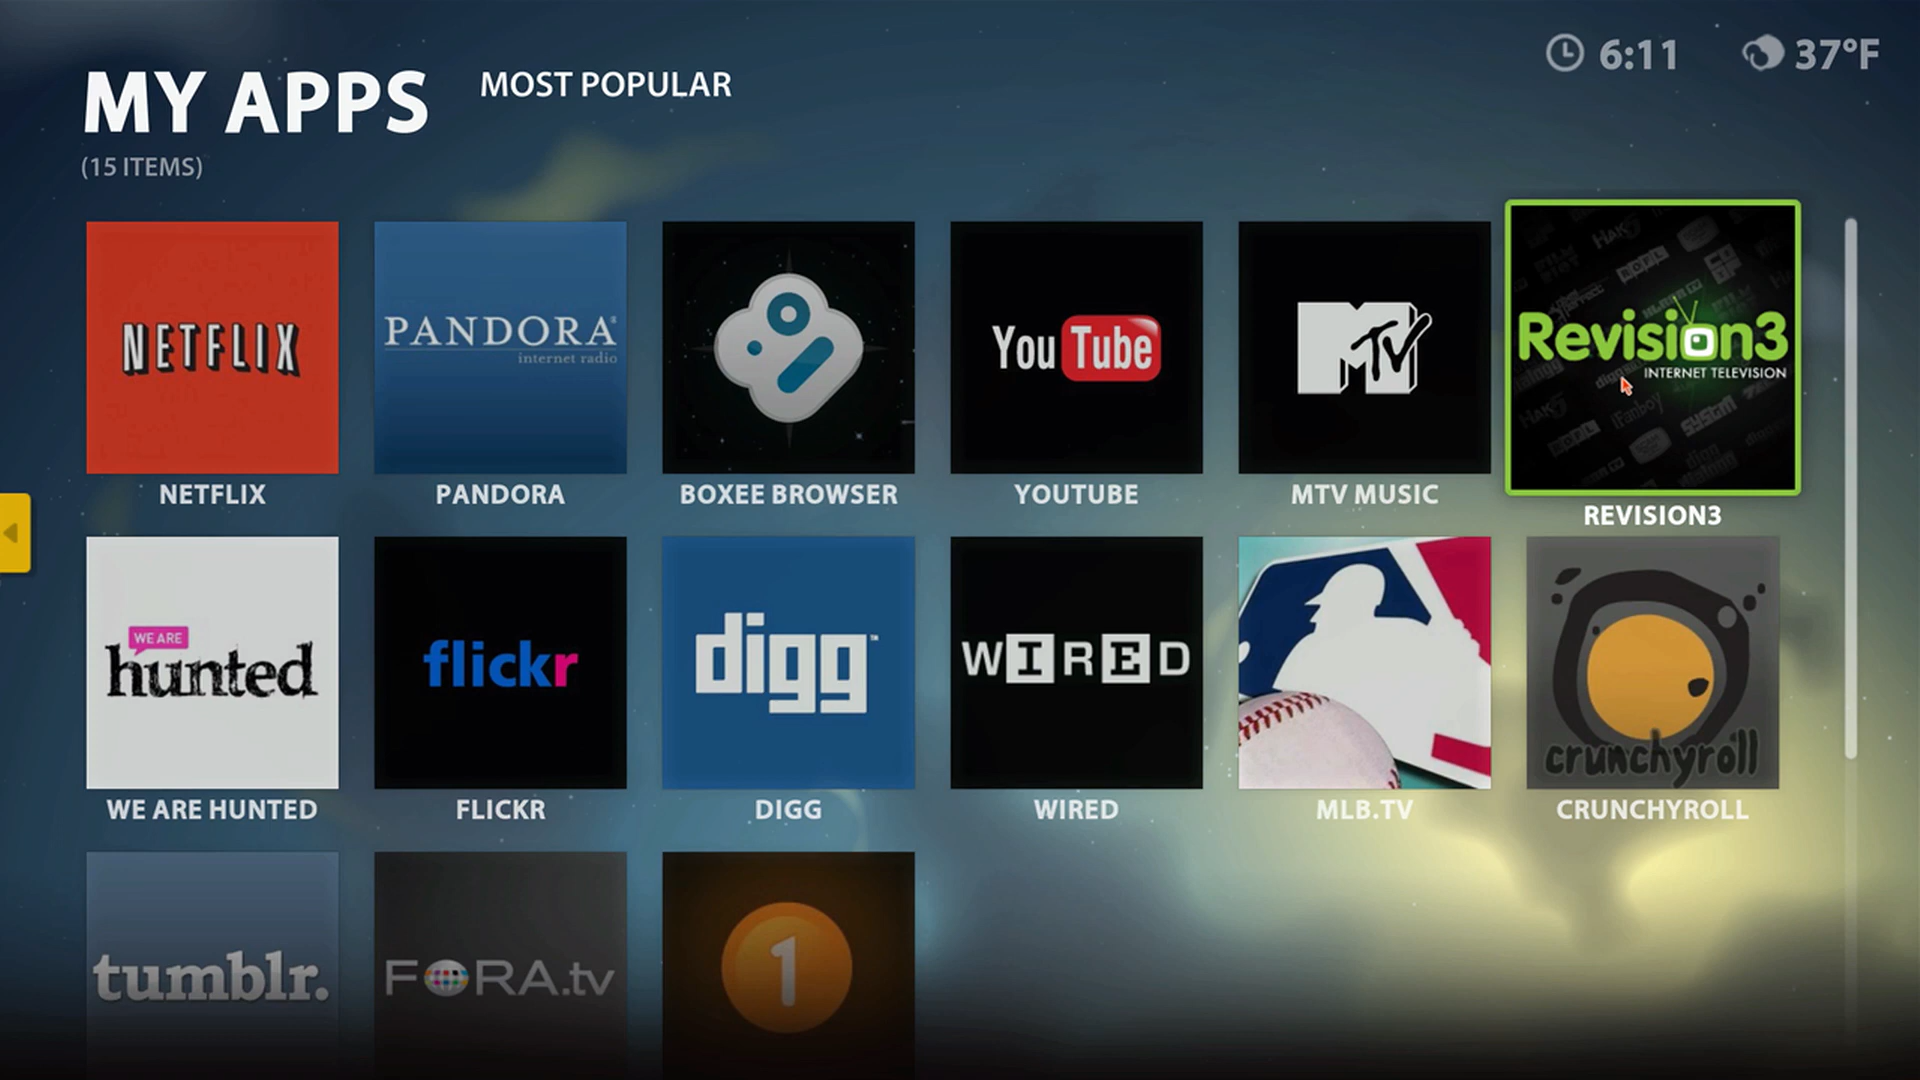 MY APPS
MOST POPULAR
6:11
37°F
(15 ITEMS)
NETFLIX
PANDORA
internet radio
You Tube
MTV
Revision3
INTERNET TELEVISION
NETFLIX
PANDORA
BOXEE BROWSER
YOUTUBE
MTV MUSIC
REVISION3
WE ARE
hunted
flickr
digg™
WIRED
crunchyroll
WE ARE HUNTED
FLICKR
DIGG
WIRED
MLB.TV
CRUNCHYROLL
tumblr.
FORA.tv
1